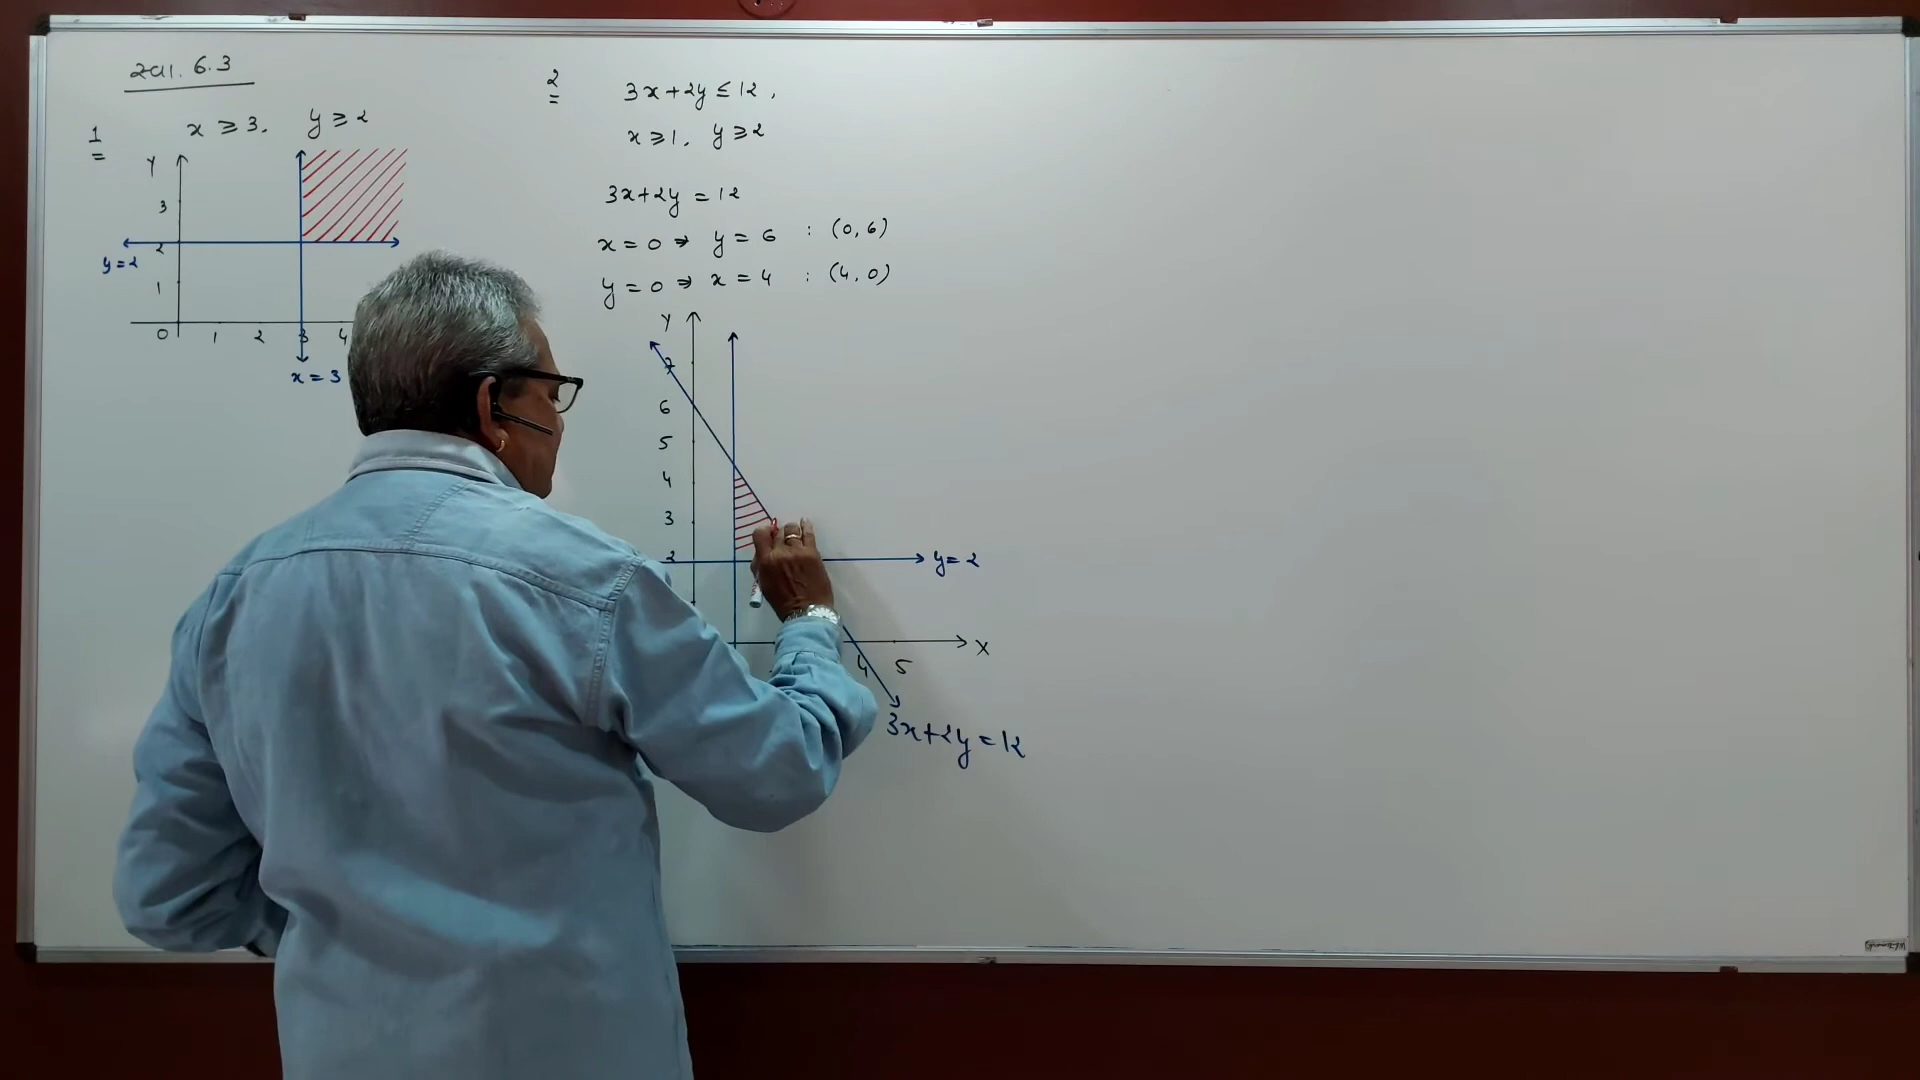 સ્વા. 6.3
1
x ≥ 3, y ≥ 2
Y
3
2
1
0 1 2 3 4
y = 2
x = 3
2
3x + 2y ≤ 12,
x ≥ 1, y ≥ 2
3x + 2y = 12
x = 0 ⇒ y = 6 : (0, 6)
y = 0 ⇒ x = 4 : (4, 0)
Y
7
6
5
4
3
2
y = 2
X
4 5
3x + 2y = 12